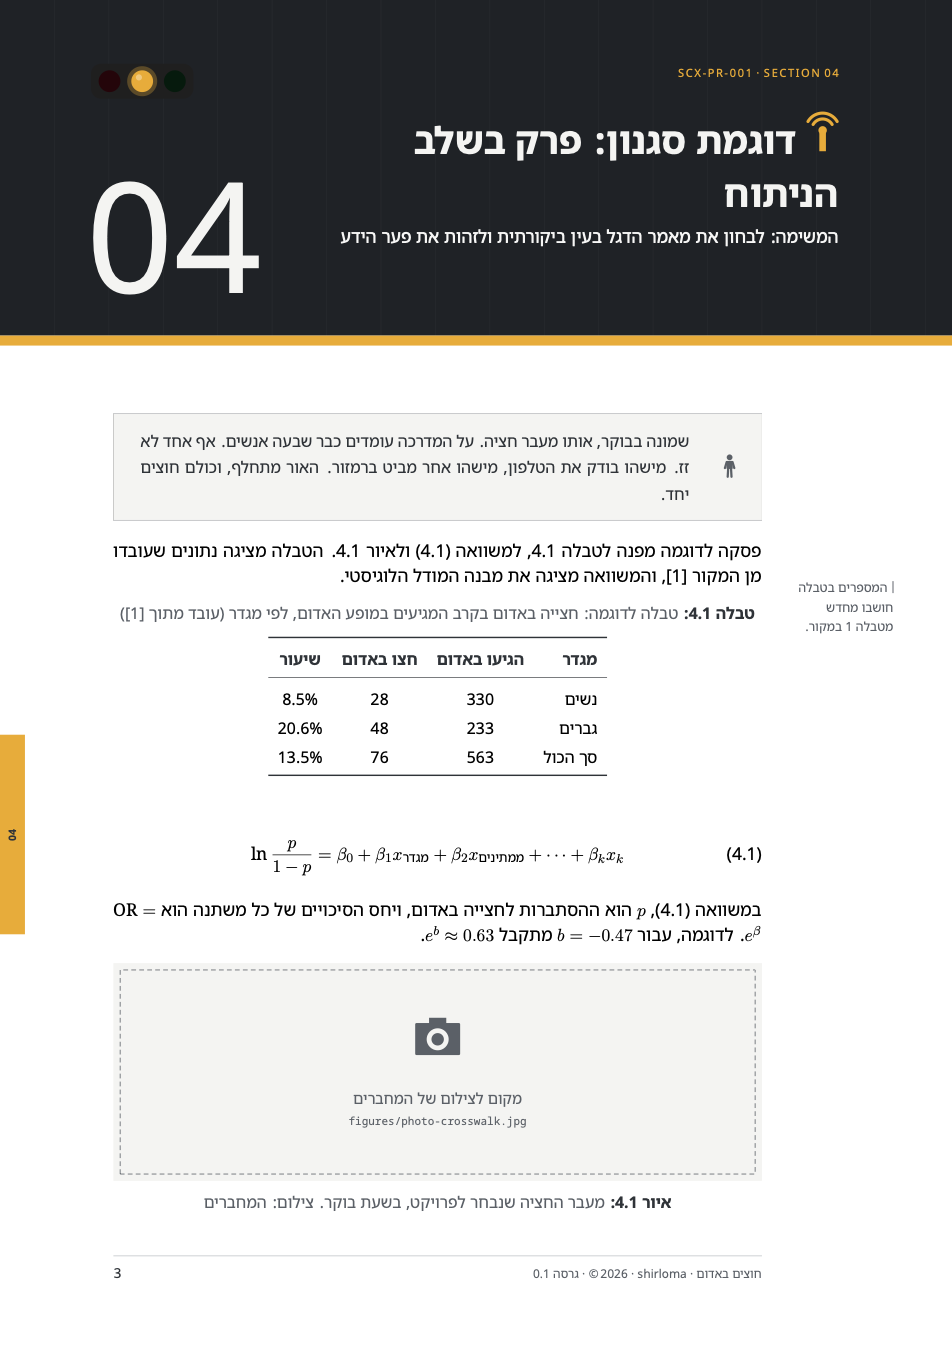 SCX-PR-001 · SECTION 04
דוגמת סגנון: פרק בשלב
הניתוח
המשימה: לבחון את מאמר הדגל בעין ביקורתית ולזהות את פער הידע
04
שמונה בבוקר, אותו מעבר חציה. על המדרכה עומדים כבר שבעה אנשים. אף אחד לא
זז. מישהו בודק את הטלפון, מישהו אחר מביט ברמזור. האור מתחלף, וכולם חוצים
יחד.
פסקה לדוגמה מפנה לטבלה 4.1, למשוואה (4.1) ולאיור 4.1. הטבלה מציגה נתונים שעובדו
מן המקור [1], והמשוואה מציגה את מבנה המודל הלוגיסטי.
| המספרים בטבלה
חושבו מחדש
מטבלה 1 במקור.
טבלה 4.1: טבלה לדוגמה: חצייה באדום בקרב המגיעים במופע האדום, לפי מגדר (עובד מתוך [1])
מגדר הגיעו באדום חצו באדום שיעור
נשים 330 28 8.5%
גברים 233 48 20.6%
סך הכול 563 76 13.5%
04
ln p/(1 − p) = β₀ + β₁x_מגדר + β₂x_ממתינים + ··· + βₖxₖ (4.1)
במשוואה (4.1), p הוא ההסתברות לחצייה באדום, ויחס הסיכויים של כל משתנה הוא OR =
e^β. לדוגמה, עבור b = −0.47 מתקבל e^b ≈ 0.63.
מקום לצילום של המחברים
figures/photo-crosswalk.jpg
איור 4.1: מעבר החציה שנבחר לפרויקט, בשעת בוקר. צילום: המחברים
חוצים באדום · shirloma · © 2026 · גרסה 0.1
3